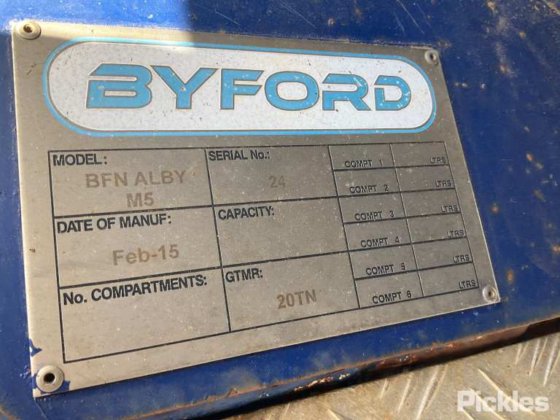 BYFORD
MODEL: BFN ALBY M5
SERIAL No.: 24
DATE OF MANUF: Feb-15
CAPACITY:
No. COMPARTMENTS:
GTMR: 20TN
COMPT 1 LTRS
COMPT 2 LTRS
COMPT 3 LTRS
COMPT 4 LTRS
COMPT 5 LTRS
COMPT 6 LTRS
Pickles